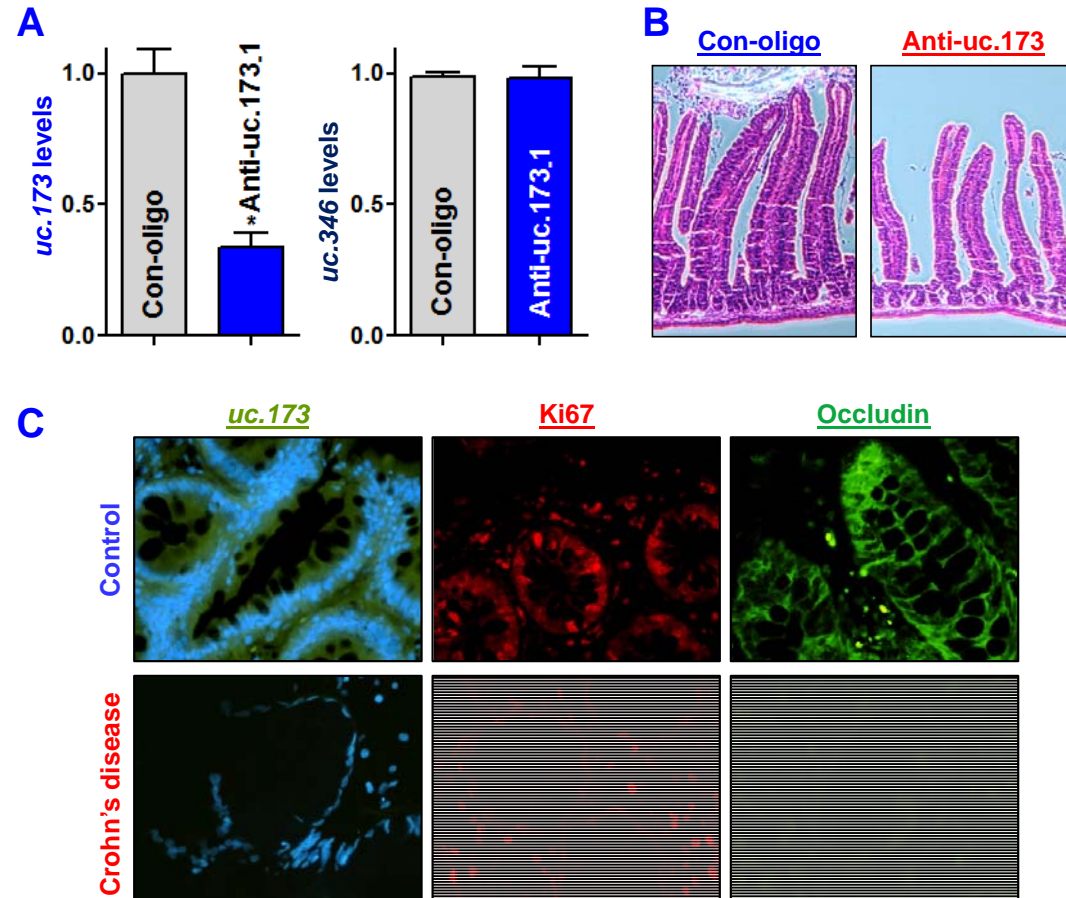 A
uc.173 levels
1.0
0.5
0.0
Con-oligo
*Anti-uc.173.1
uc.346 levels
1.0
0.5
0.0
Con-oligo
Anti-uc.173.1
B
Con-oligo
Anti-uc.173
C
uc.173
Ki67
Occludin
Control
Crohn's disease